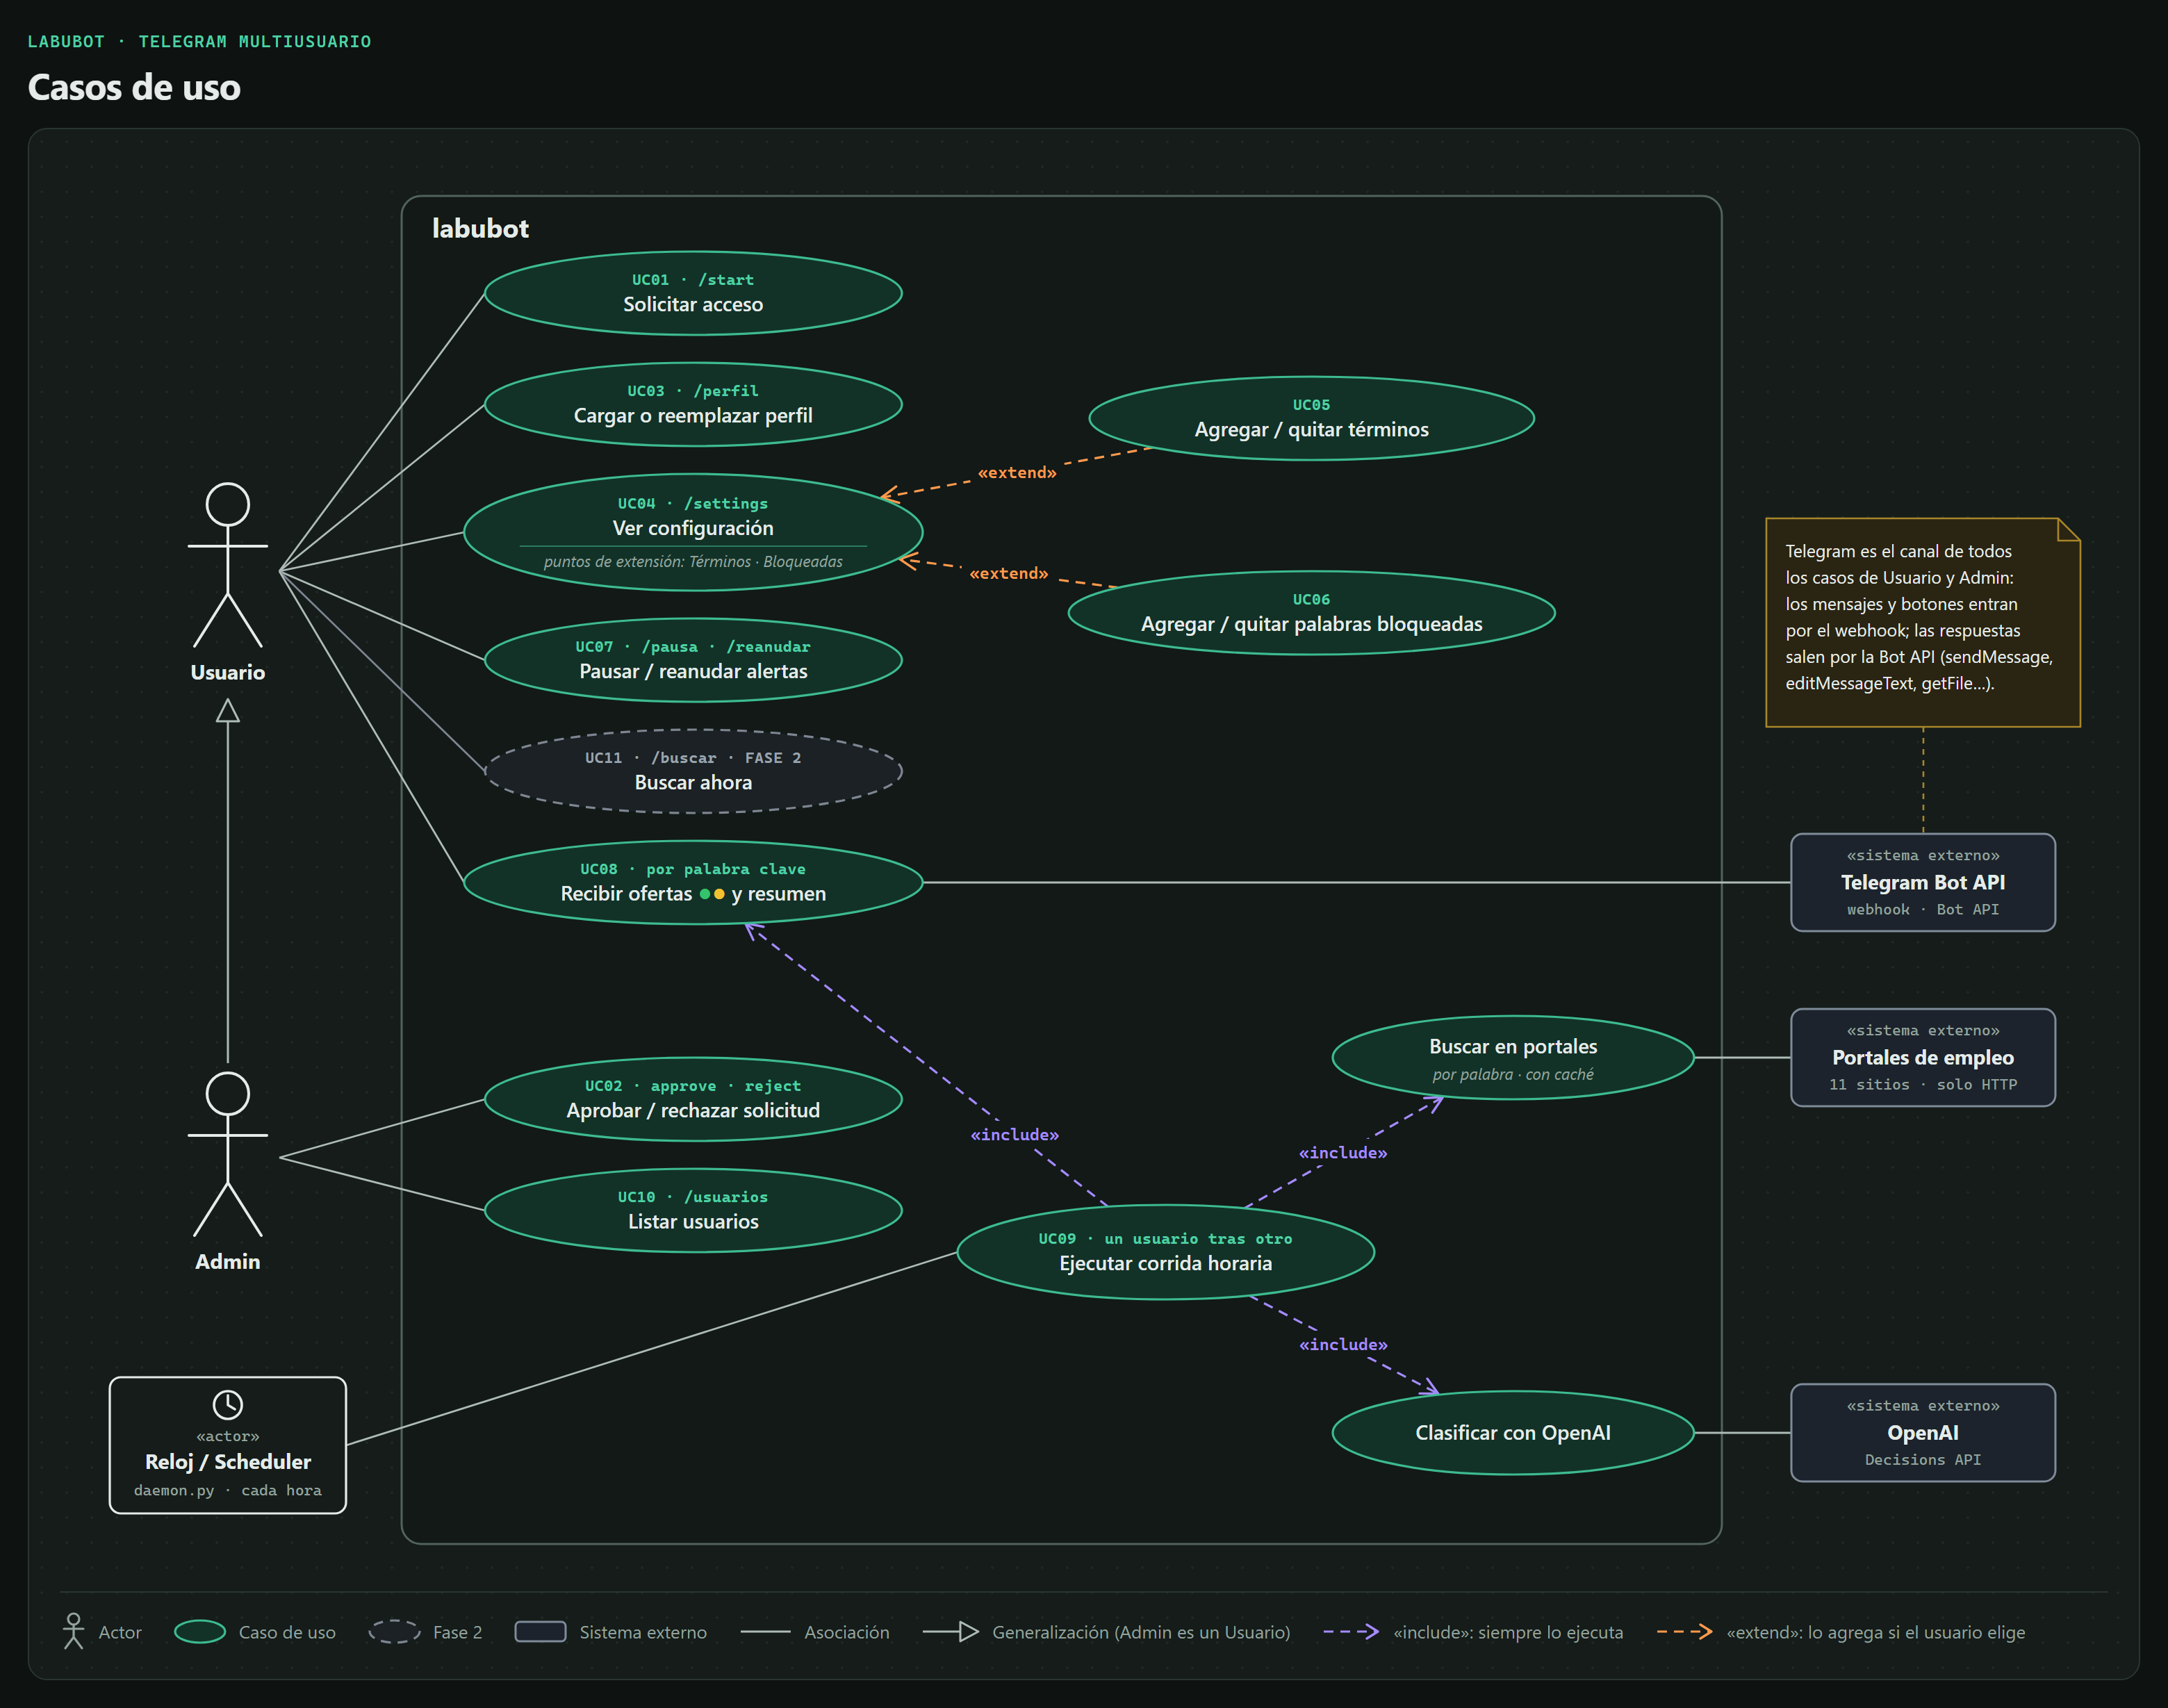 LABUBOT · TELEGRAM MULTIUSUARIO
Casos de uso
labubot
UC01 · /start
Solicitar acceso
UC03 · /perfil
Cargar o reemplazar perfil
UC05
Agregar / quitar términos
«extend»
UC04 · /settings
Ver configuración
puntos de extensión: Términos · Bloqueadas
«extend»
UC06
Agregar / quitar palabras bloqueadas
Telegram es el canal de todos
los casos de Usuario y Admin:
los mensajes y botones entran
por el webhook; las respuestas
salen por la Bot API (sendMessage,
editMessageText, getFile...).
Usuario
UC07 · /pausa · /reanudar
Pausar / reanudar alertas
UC11 · /buscar · FASE 2
Buscar ahora
UC08 · por palabra clave
Recibir ofertas y resumen
«sistema externo»
Telegram Bot API
webhook · Bot API
Buscar en portales
por palabra · con caché
«sistema externo»
Portales de empleo
11 sitios · solo HTTP
UC02 · approve · reject
Aprobar / rechazar solicitud
«include»
«include»
UC10 · /usuarios
Listar usuarios
Admin
UC09 · un usuario tras otro
Ejecutar corrida horaria
«include»
«actor»
Reloj / Scheduler
daemon.py · cada hora
Clasificar con OpenAI
«sistema externo»
OpenAI
Decisions API
Actor
Caso de uso
Fase 2
Sistema externo
Asociación
Generalización (Admin es un Usuario)
«include»: siempre lo ejecuta
«extend»: lo agrega si el usuario elige